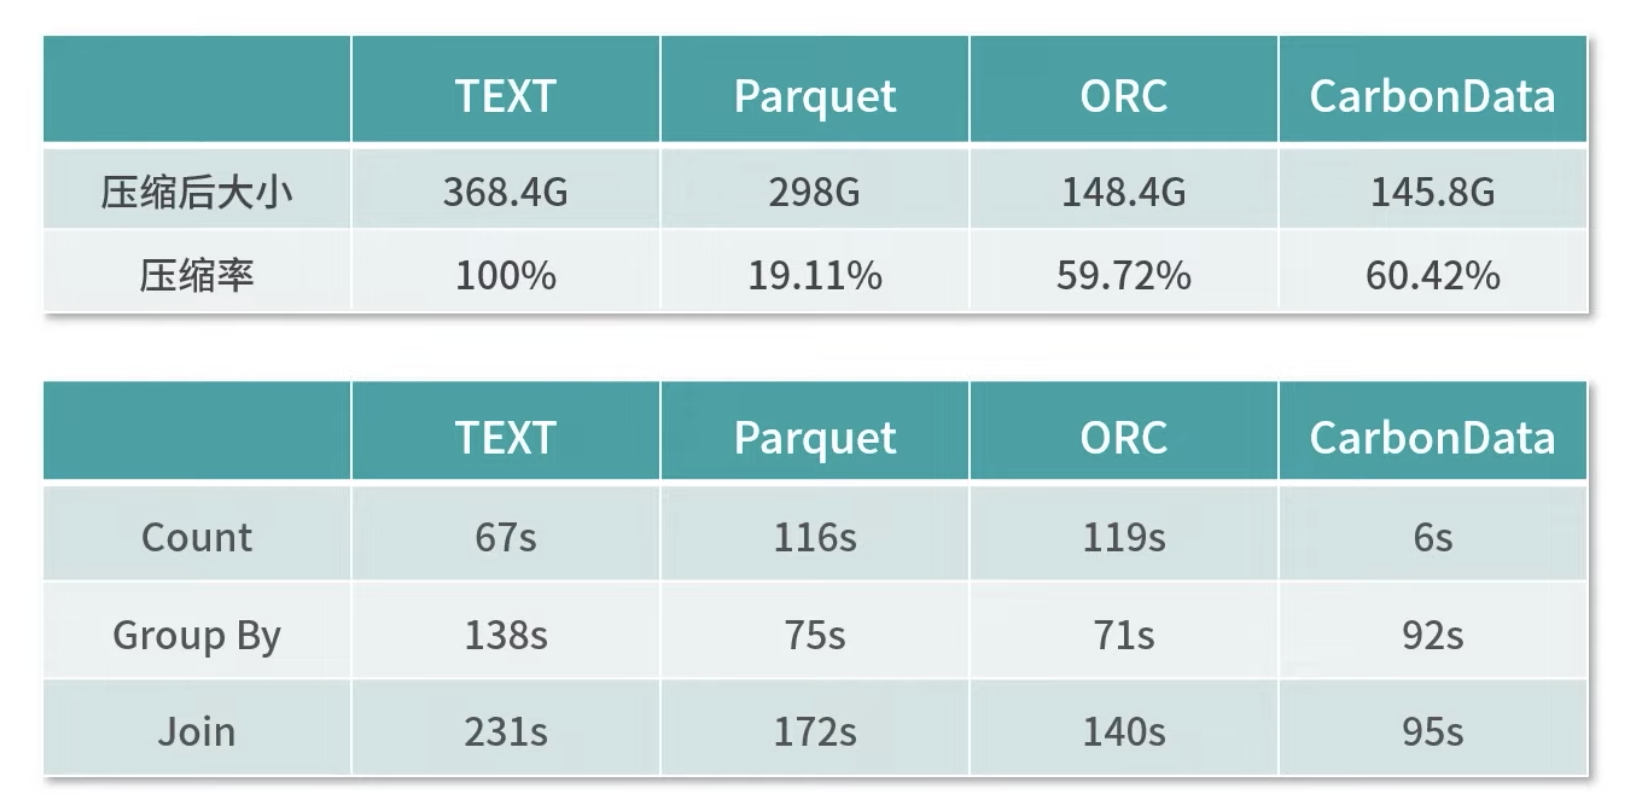 TEXT Parquet ORC CarbonData
压缩后大小 368.4G 298G 148.4G 145.8G
压缩率 100% 19.11% 59.72% 60.42%
TEXT Parquet ORC CarbonData
Count 67s 116s 119s 6s
Group By 138s 75s 71s 92s
Join 231s 172s 140s 95s